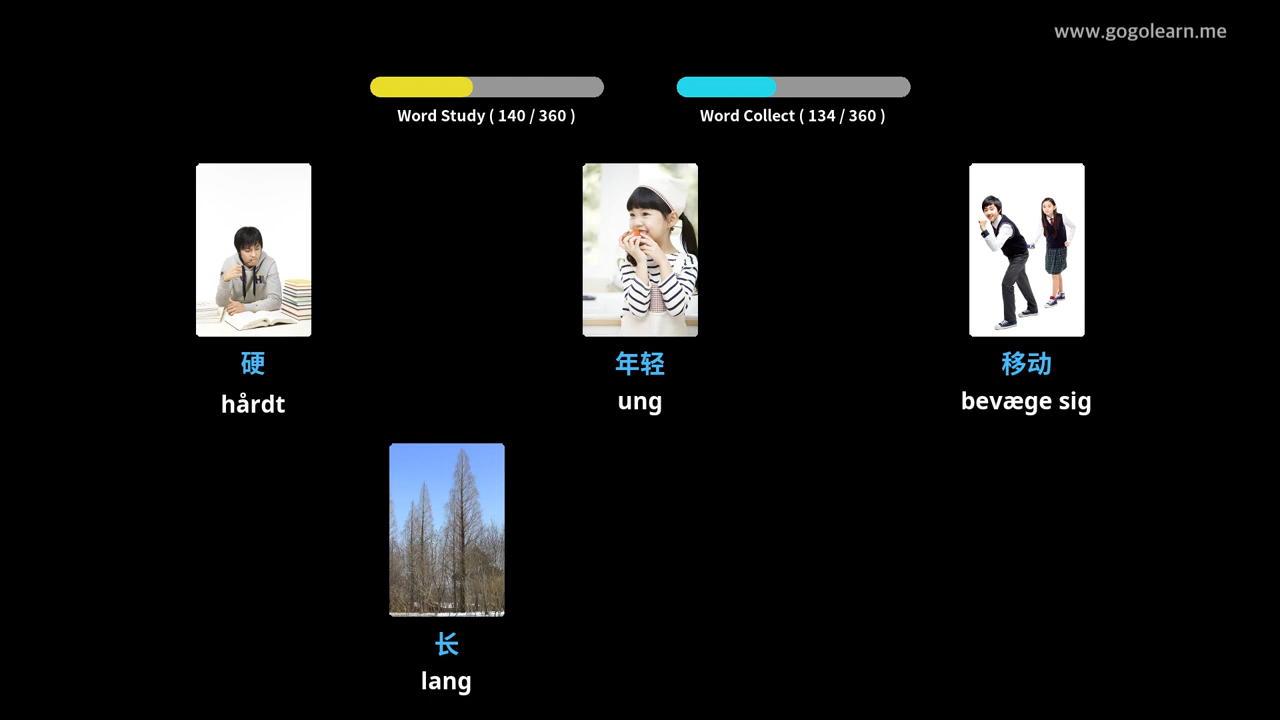 www.gogolearn.me
Word Study ( 140 / 360 )
Word Collect ( 134 / 360 )
硬
hårdt
年轻
ung
移动
bevæge sig
长
lang